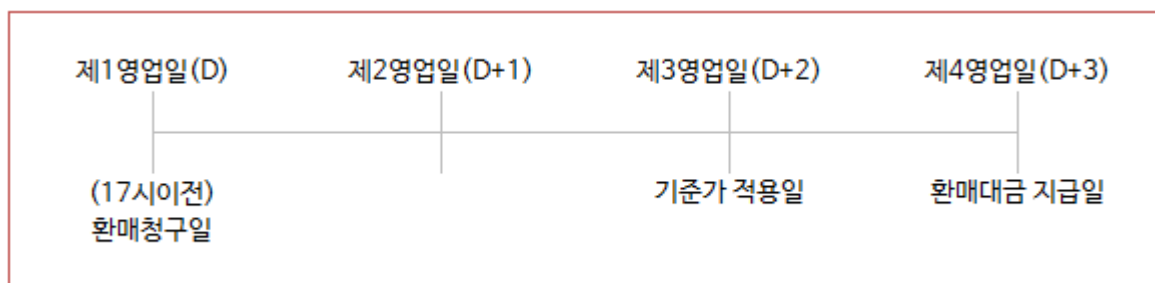 제1영업일(D)
제2영업일(D+1)
제3영업일(D+2)
제4영업일(D+3)
(17시이전)
환매청구일
기준가 적용일
환매대금 지급일